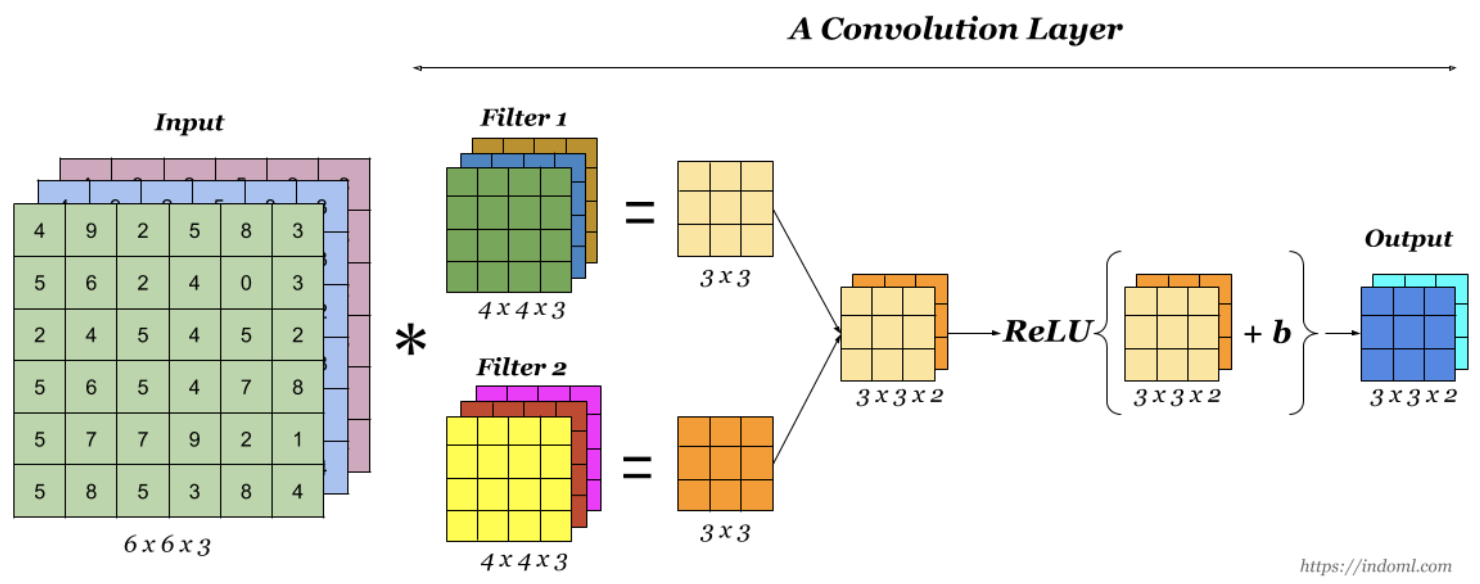 A Convolution Layer
Input
Filter 1
4 9 2 5 8 3
5 6 2 4 0 3
2 4 5 4 5 2
5 6 5 4 7 8
5 7 7 9 2 1
5 8 5 3 8 4
6 x 6 x 3
*
4 x 4 x 3
=
3 x 3
Filter 2
4 x 4 x 3
=
3 x 3
3 x 3 x 2
ReLU
3 x 3 x 2
+ b
Output
3 x 3 x 2
https://indoml.com